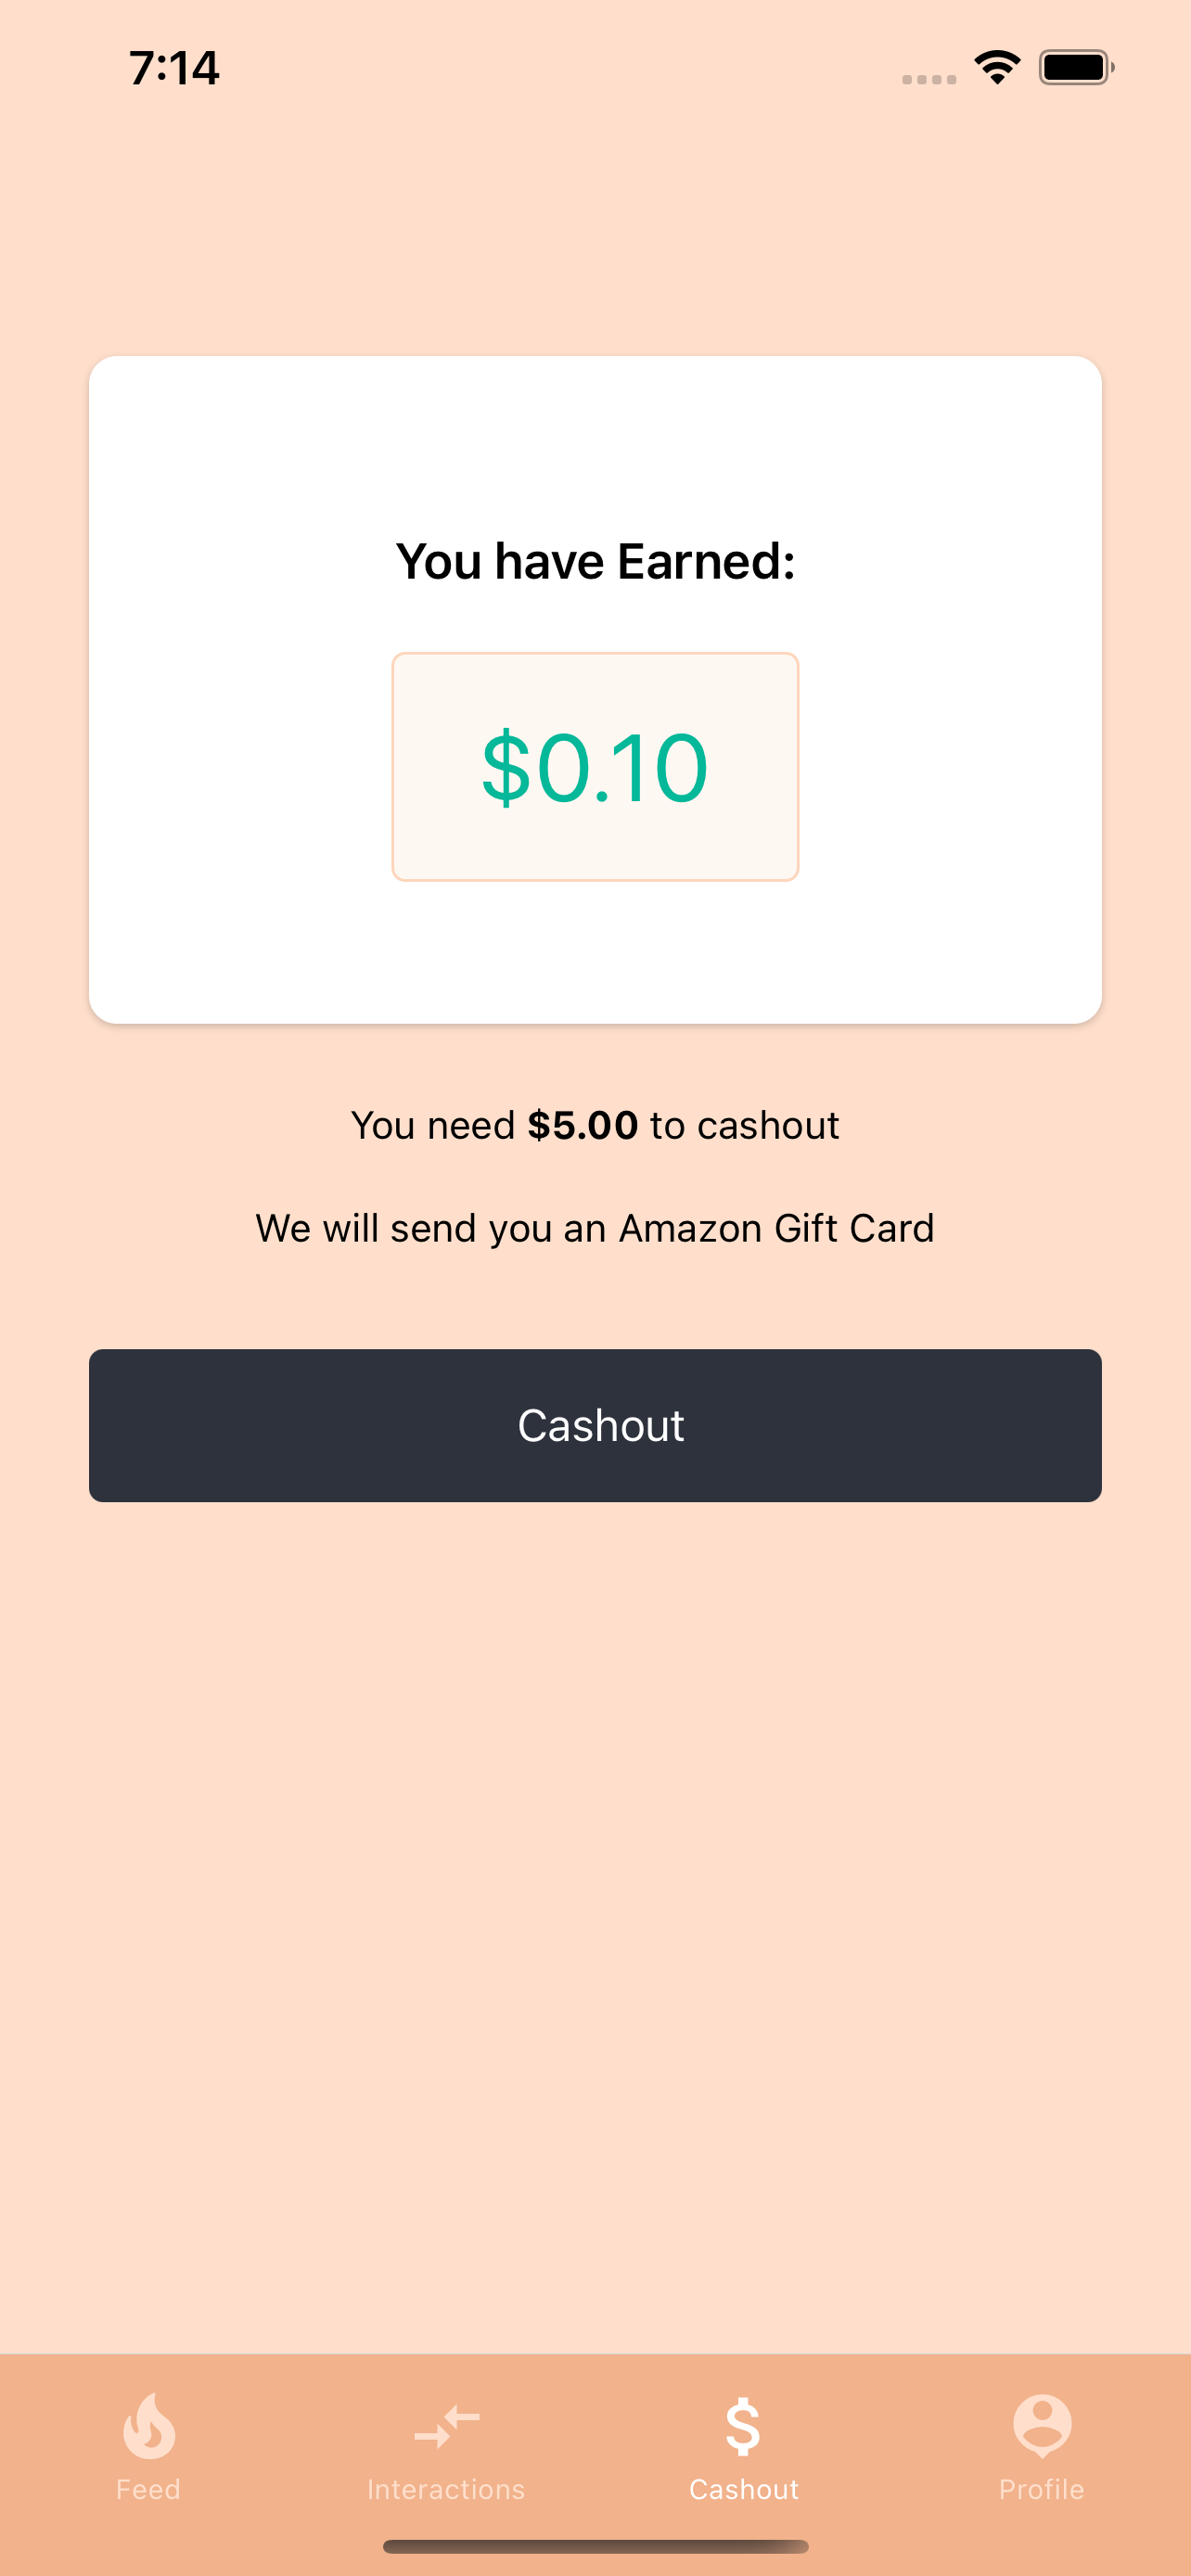 7:14
You have Earned:
$0.10
You need $5.00 to cashout
We will send you an Amazon Gift Card
Cashout
Feed
Interactions
Cashout
Profile